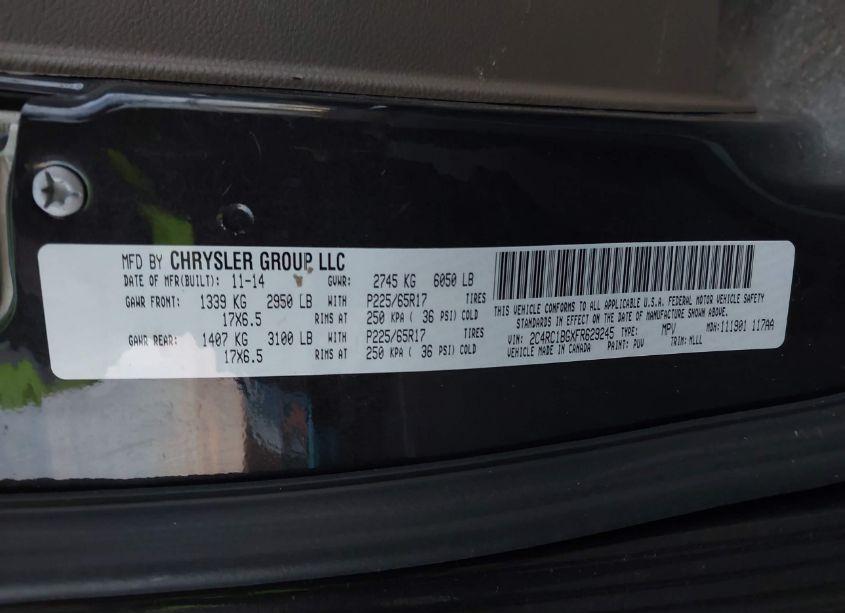 MFD BY CHRYSLER GROUP LLC
DATE OF MFR(BUILT): 11-14 GVWR: 2745 KG 6050 LB
GAWR FRONT: 1339 KG 2950 LB WITH P225/65R17 TIRES
17X6.5 RIMS AT 250 KPA ( 36 PSI) COLD
GAWR REAR: 1407 KG 3100 LB WITH P225/65R17 TIRES
17X6.5 RIMS AT 250 KPA ( 36 PSI) COLD
THIS VEHICLE CONFORMS TO ALL APPLICABLE U.S.A. FEDERAL MOTOR VEHICLE SAFETY
STANDARDS IN EFFECT ON THE DATE OF MANUFACTURE SHOWN ABOVE.
VIN: 2C4RC1BGXFR629245 TYPE: MPV MDH: 111901 117AA
VEHICLE MADE IN CANADA PAINT: PUV TRIM: MLLL